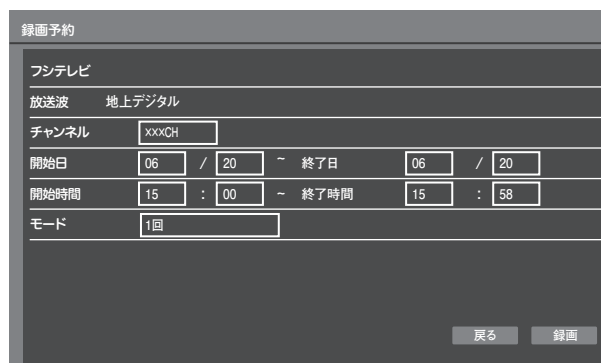 録画予約
フジテレビ
放送波 地上デジタル
チャンネル xxxCH
開始日 06 / 20 ~ 終了日 06 / 20
開始時間 15 : 00 ~ 終了時間 15 : 58
モード 1回
戻る 録画